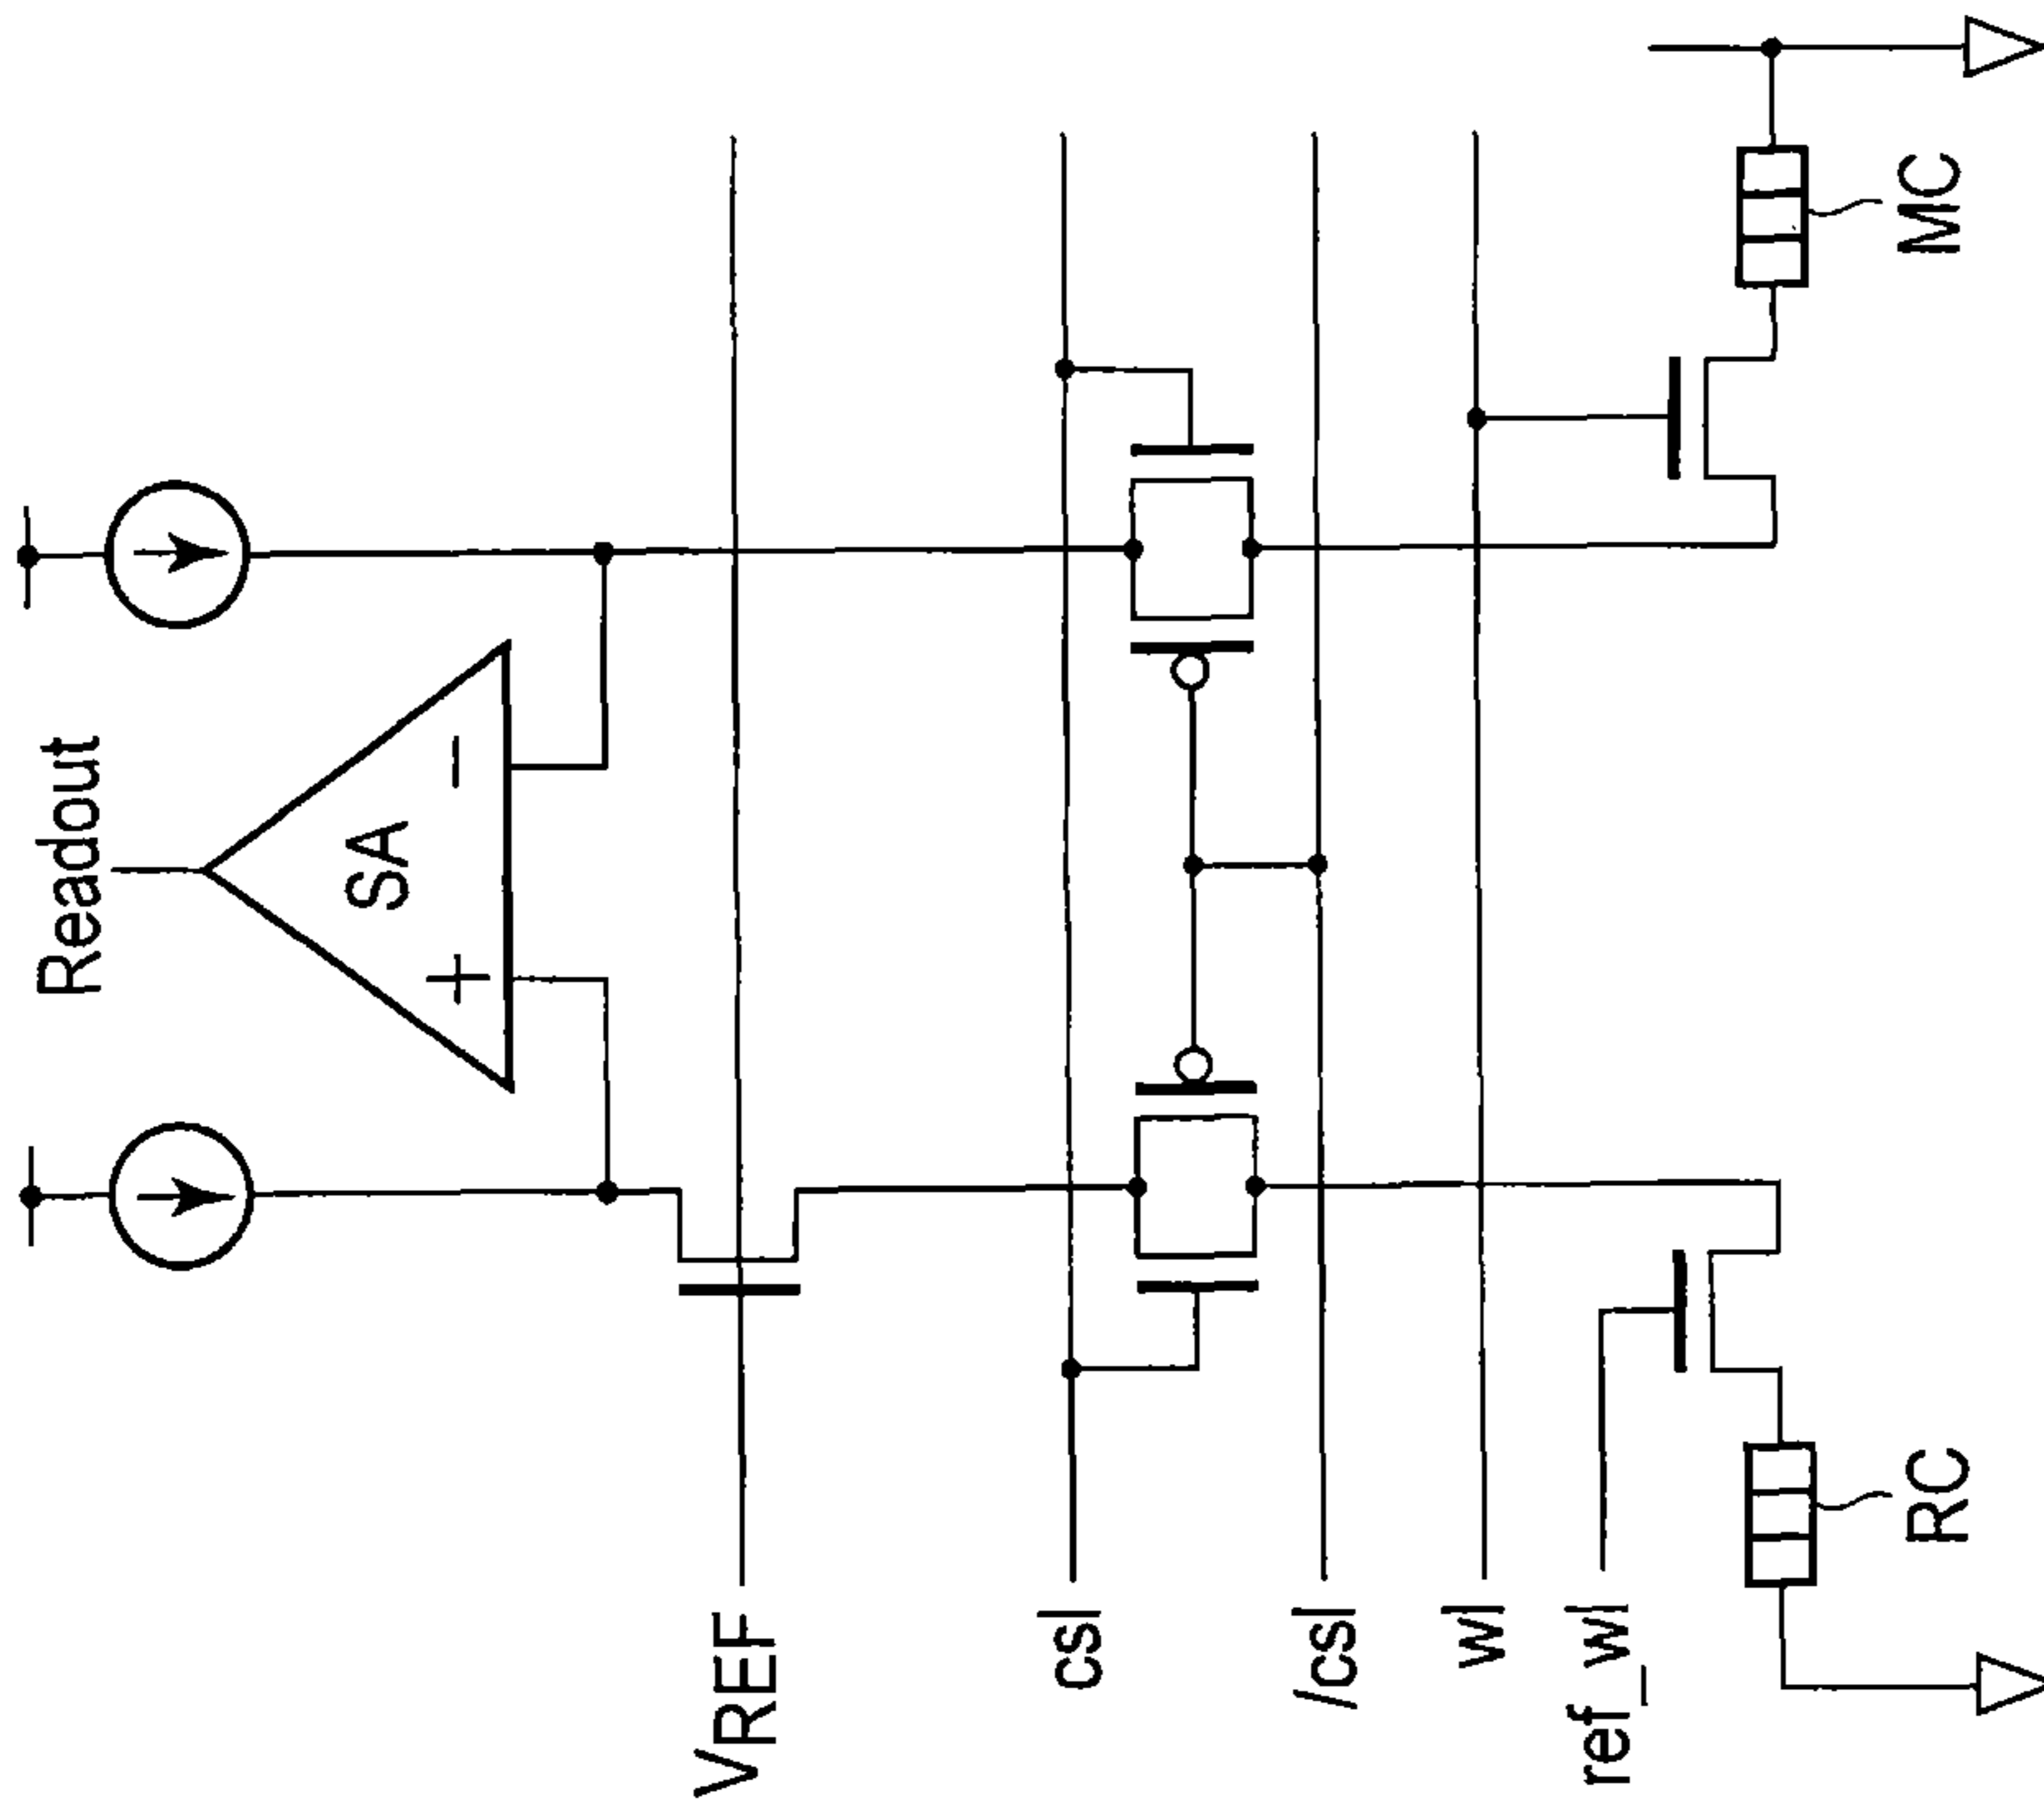 Readout
SA
+
−
VREF
csl
/csl
wl
ref_wl
RC
MC